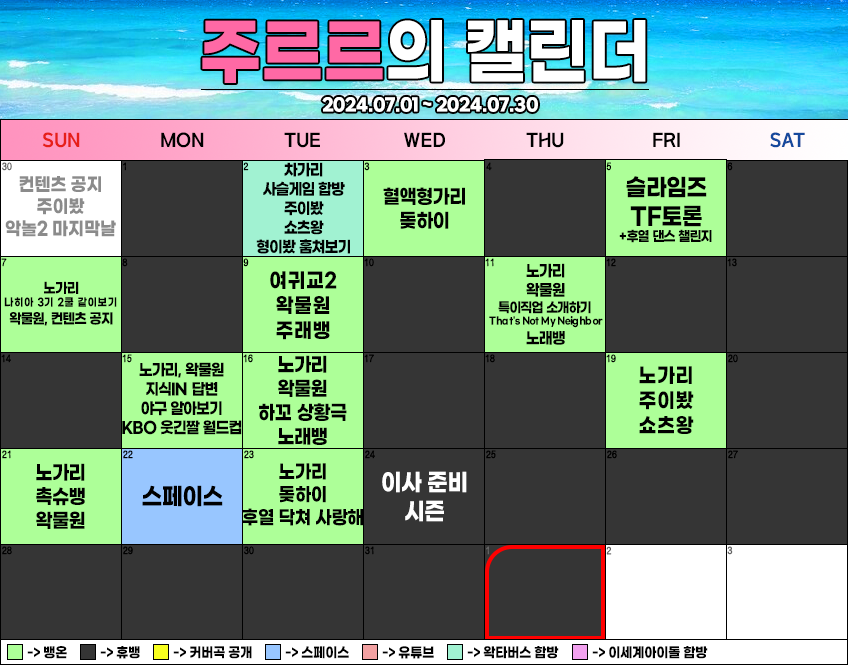 주르르의 캘린더
2024.07.01 ~ 2024.07.30
SUN MON TUE WED THU FRI SAT
30
컨텐츠 공지
주이봤
악놀2 마지막날
1
2
차가리
사슬게임 합방
주이봤
쇼츠왕
형이봤 훔쳐보기
3
혈액형가리
돛하이
4
5
슬라임즈
TF토론
+후열 댄스 챌린지
6
7
노가리
나히아 3기 2쿨 같이보기
왁물원, 컨텐츠 공지
8
9
여귀교2
왁물원
주래뱅
10
11
노가리
왁물원
특이직업 소개하기
That's Not My Neighbor
노래뱅
12
13
14
15
노가리, 왁물원
지식IN 답변
야구 알아보기
KBO 웃긴짤 월드컵
16
노가리
왁물원
하꼬 상황극
노래뱅
17
18
19
노가리
주이봤
쇼츠왕
20
21
노가리
촉슈뱅
왁물원
22
스페이스
23
노가리
돛하이
후열 닥쳐 사랑해
24
이사 준비
시즌
25
26
27
28
29
30
31
1
2
3
-> 뱅온 -> 휴뱅 -> 커버곡 공개 -> 스페이스 -> 유튜브 -> 왁타버스 합방 -> 이세계아이돌 합방